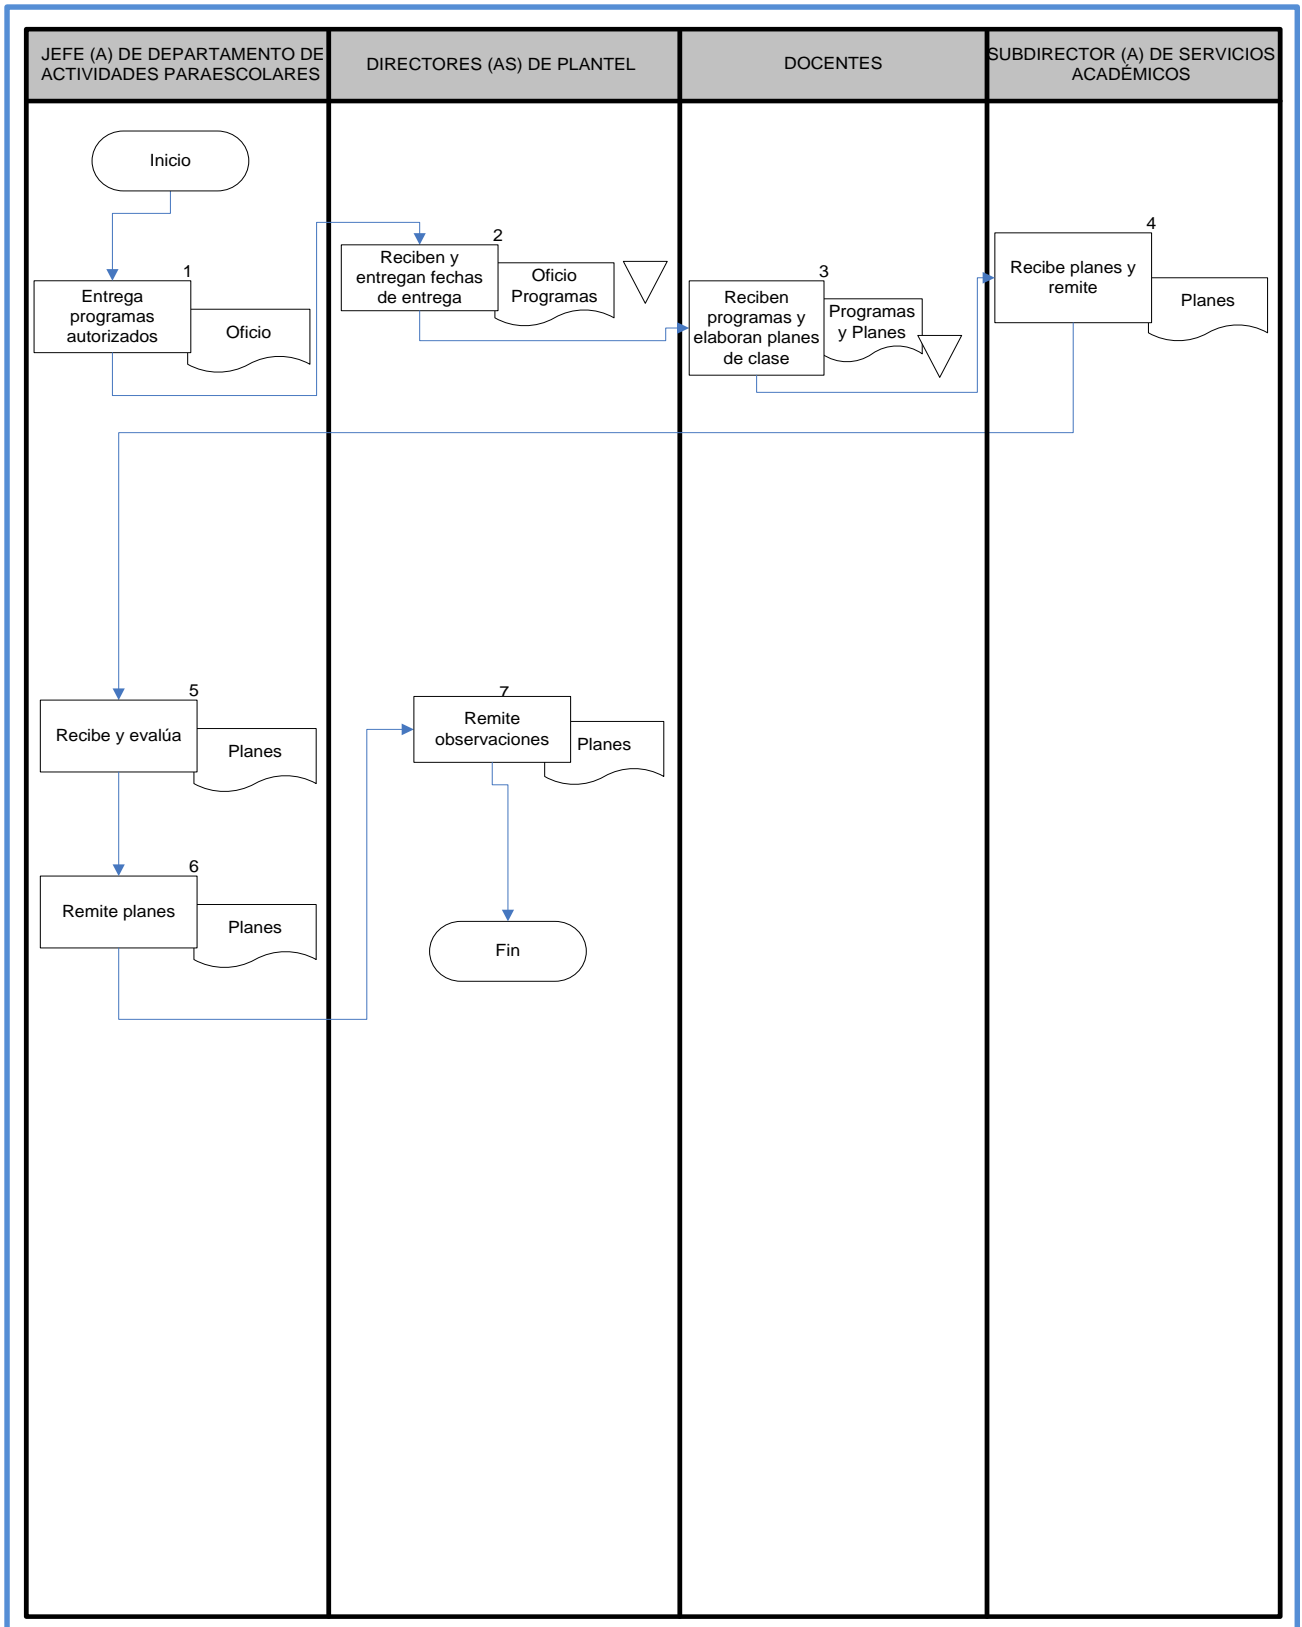 JEFE (A) DE DEPARTAMENTO DE
ACTIVIDADES PARAESCOLARES
DIRECTORES (AS) DE PLANTEL
DOCENTES
SUBDIRECTOR (A) DE SERVICIOS
ACADÉMICOS
Inicio
1
Entrega
programas
autorizados
Oficio
2
Reciben y
entregan fechas
de entrega
Oficio
Programas
3
Reciben
programas y
elaboran planes
de clase
Programas
y Planes
4
Recibe planes y
remite
Planes
5
Recibe y evalúa
Planes
6
Remite planes
Planes
7
Remite
observaciones
Planes
Fin